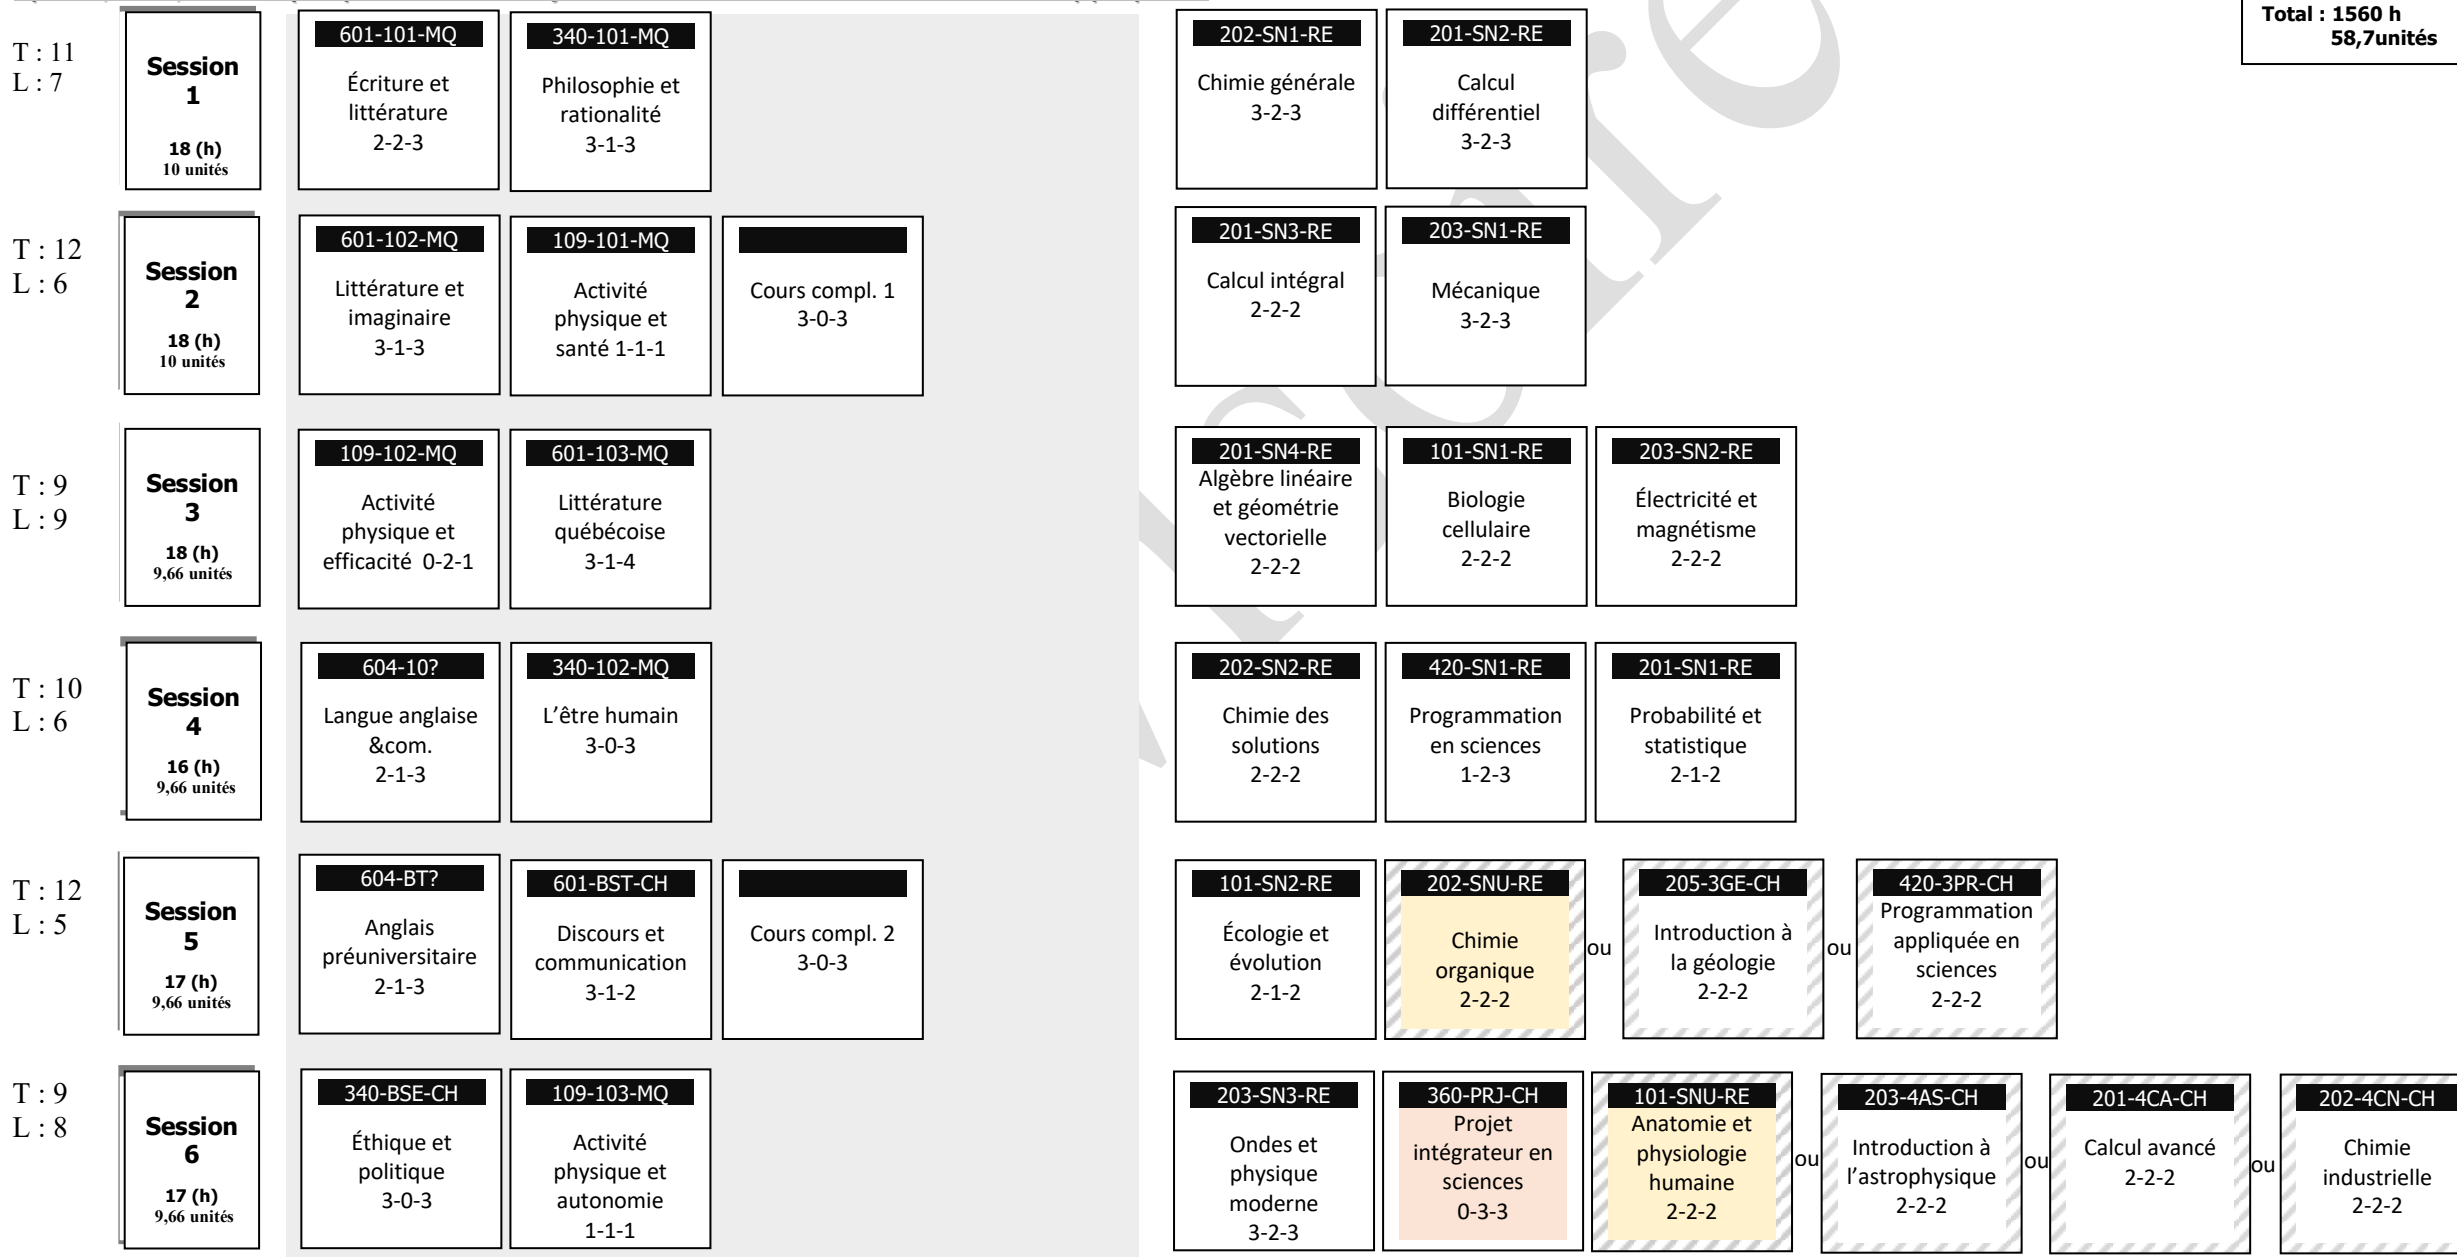 Total : 1560 h
58,7unités
T : 11
L : 7
Session
1
18 (h)
10 unités
601-101-MQ
Écriture et
littérature
2-2-3
340-101-MQ
Philosophie et
rationalité
3-1-3
202-SN1-RE
Chimie générale
3-2-3
201-SN2-RE
Calcul
différentiel
3-2-3
T : 12
L : 6
Session
2
18 (h)
10 unités
601-102-MQ
Littérature et
imaginaire
3-1-3
109-101-MQ
Activité
physique et
santé 1-1-1
Cours compl. 1
3-0-3
201-SN3-RE
Calcul intégral
2-2-2
203-SN1-RE
Mécanique
3-2-3
T : 9
L : 9
Session
3
18 (h)
9,66 unités
109-102-MQ
Activité
physique et
efficacité 0-2-1
601-103-MQ
Littérature
québécoise
3-1-4
201-SN4-RE
Algèbre linéaire
et géométrie
vectorielle
2-2-2
101-SN1-RE
Biologie
cellulaire
2-2-2
203-SN2-RE
Électricité et
magnétisme
2-2-2
T : 10
L : 6
Session
4
16 (h)
9,66 unités
604-10?
Langue anglaise
&com.
2-1-3
340-102-MQ
L'être humain
3-0-3
202-SN2-RE
Chimie des
solutions
2-2-2
420-SN1-RE
Programmation
en sciences
1-2-3
201-SN1-RE
Probabilité et
statistique
2-1-2
T : 12
L : 5
Session
5
17 (h)
9,66 unités
604-BT?
Anglais
préuniversitaire
2-1-3
601-BST-CH
Discours et
communication
3-1-2
Cours compl. 2
3-0-3
101-SN2-RE
Écologie et
évolution
2-1-2
202-SNU-RE
Chimie
organique
2-2-2
ou
205-3GE-CH
Introduction à
la géologie
2-2-2
ou
420-3PR-CH
Programmation
appliquée en
sciences
2-2-2
T : 9
L : 8
Session
6
17 (h)
9,66 unités
340-BSE-CH
Éthique et
politique
3-0-3
109-103-MQ
Activité
physique et
autonomie
1-1-1
203-SN3-RE
Ondes et
physique
moderne
3-2-3
360-PRJ-CH
Projet
intégrateur en
sciences
0-3-3
101-SNU-RE
Anatomie et
physiologie
humaine
2-2-2
ou
203-4AS-CH
Introduction à
l'astrophysique
2-2-2
ou
201-4CA-CH
Calcul avancé
2-2-2
ou
202-4CN-CH
Chimie
industrielle
2-2-2